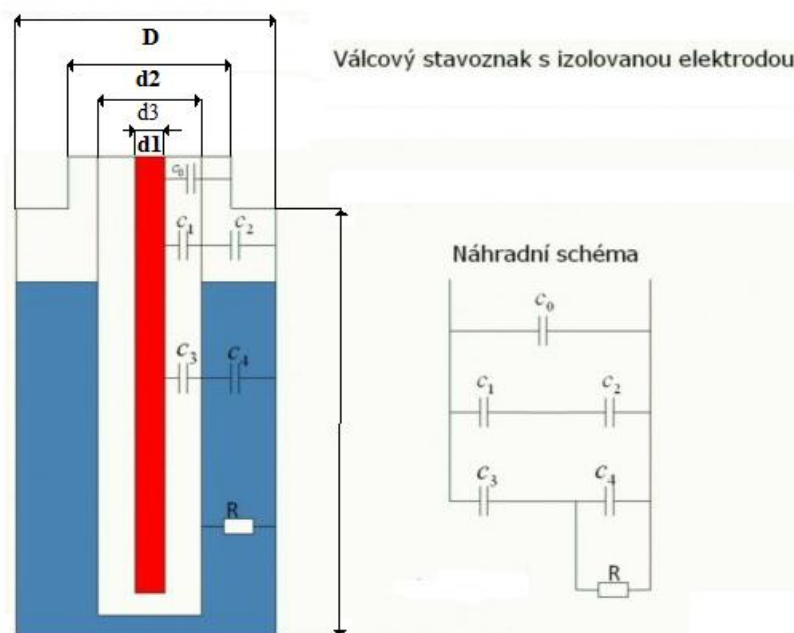 D
Válcový stavoznak s izolovanou elektrodou
d2
d3
d1
c₀
c₁ c₂
Náhradní schéma
c₀
c₃ c₄
c₁ c₂
c₃ c₄
R
R